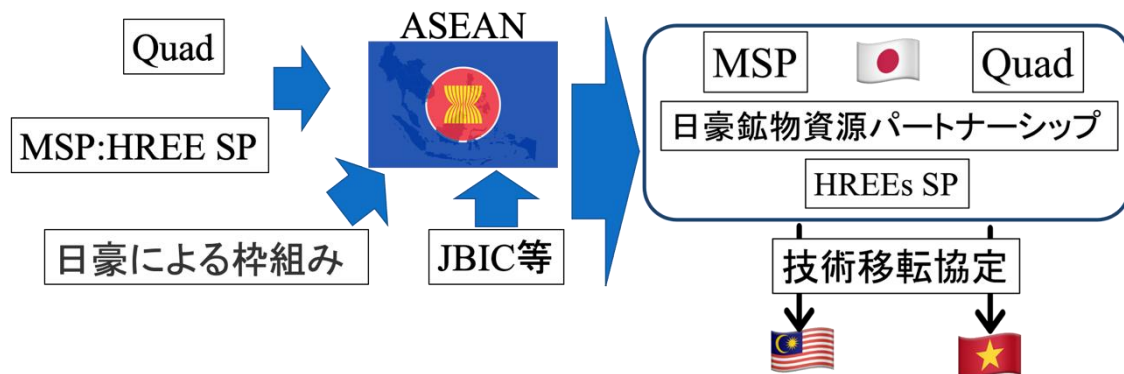 Quad
MSP:HREE SP
日豪による枠組み
ASEAN
JBIC等
MSP
Quad
日豪鉱物資源パートナーシップ
HREEs SP
技術移転協定